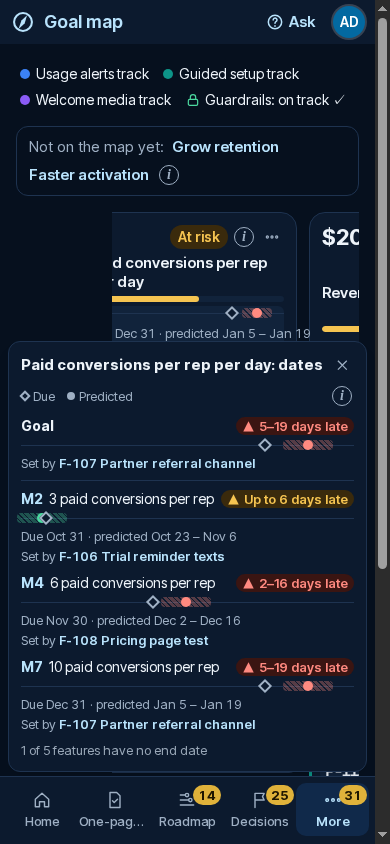 Goal map
Ask
AD
Usage alerts track
Guided setup track
Welcome media track
Guardrails: on track ✓
Not on the map yet: Grow retention
Faster activation
At risk
d conversions per rep
r day
Dec 31 · predicted Jan 5 – Jan 19
$20
Rever
Paid conversions per rep per day: dates
Due
Predicted
Goal
▲ 5–19 days late
Set by F-107 Partner referral channel
M2 3 paid conversions per rep
▲ Up to 6 days late
Due Oct 31 · predicted Oct 23 – Nov 6
Set by F-106 Trial reminder texts
M4 6 paid conversions per rep
▲ 2–16 days late
Due Nov 30 · predicted Dec 2 – Dec 16
Set by F-108 Pricing page test
M7 10 paid conversions per rep
▲ 5–19 days late
Due Dec 31 · predicted Jan 5 – Jan 19
Set by F-107 Partner referral channel
1 of 5 features have no end date
Home
One-pag…
Roadmap
14
Decisions
25
More
31